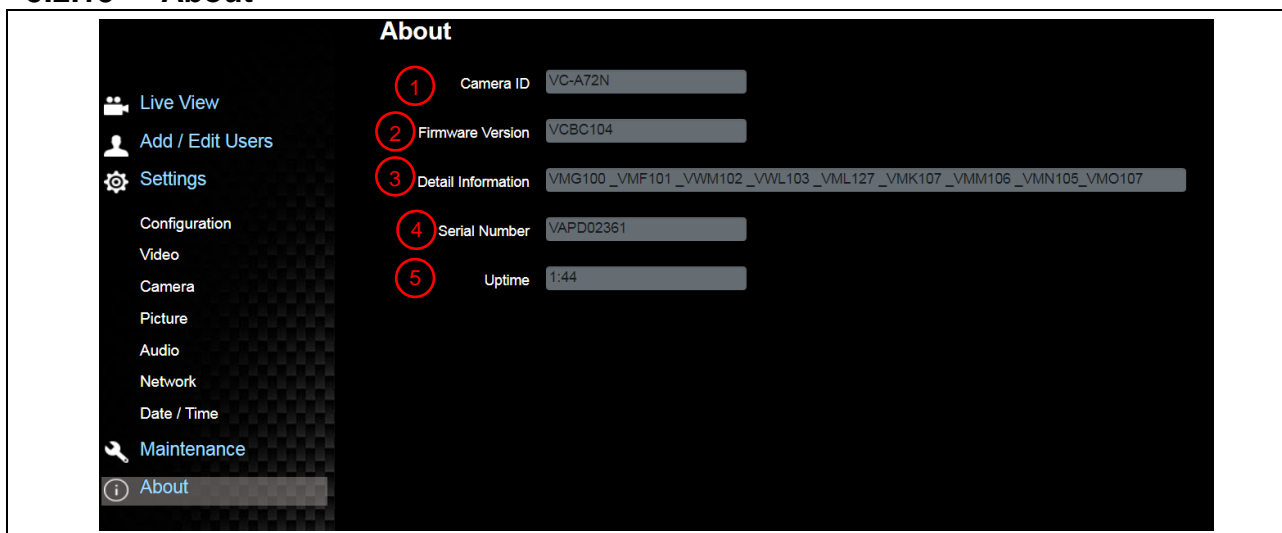 About
Live View
Add / Edit Users
Settings
Configuration
Video
Camera
Picture
Audio
Network
Date / Time
Maintenance
About
1 Camera ID VC-A72N
2 Firmware Version VCBC104
3 Detail Information VMG100 _VMF101 _VWM102 _VWL103 _VML127 _VMK107 _VMM106 _VMN105_VMO107
4 Serial Number VAPD02361
5 Uptime 1:44